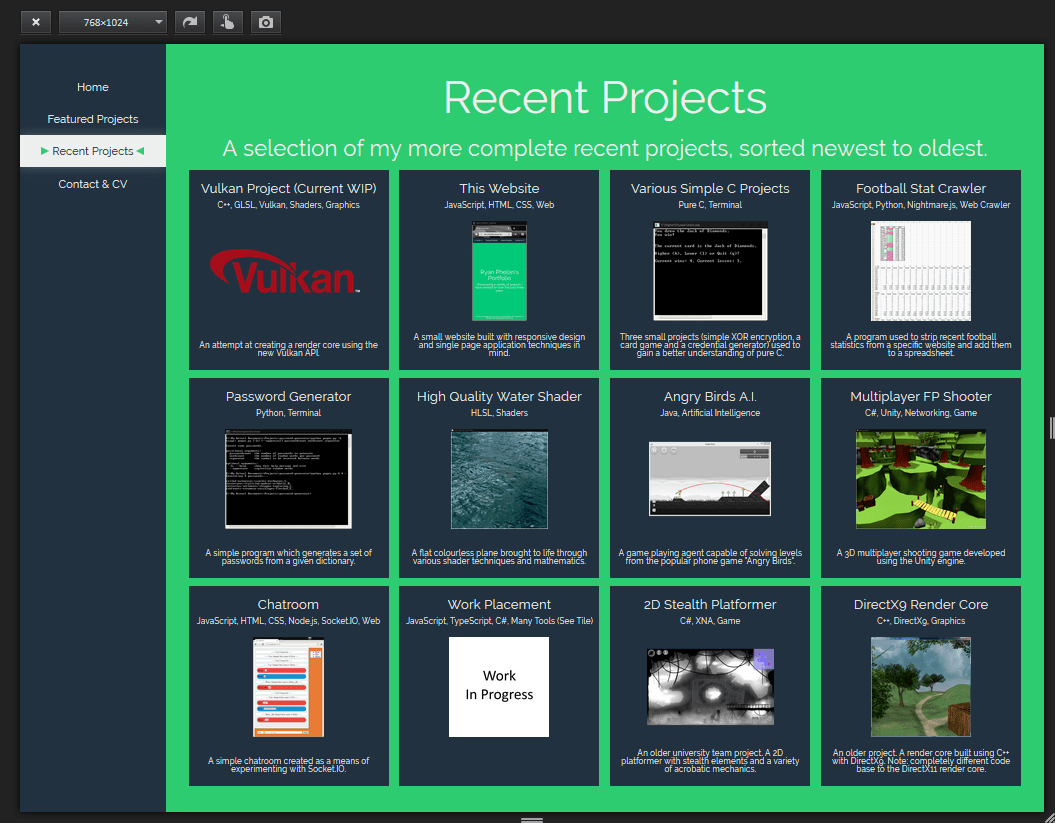 768×1024
Home
Featured Projects
Recent Projects
Contact & CV
Recent Projects
A selection of my more complete recent projects, sorted newest to oldest.
Vulkan Project (Current WIP)
C++, GLSL, Vulkan, Shaders, Graphics
Vulkan™
An attempt at creating a render core using the
new Vulkan API.
This Website
JavaScript, HTML, CSS, Web
Ryan Phelan's
Portfolio
A small website built with responsive design
and single page application techniques in
mind.
Various Simple C Projects
Pure C, Terminal
You drew the Jack of Diamonds.
You win!
The current card is the Jack of Diamonds.
Higher (h), Lower (l) or Quit (q)?
Current wins: 4, Current losses: 2.
Three small projects (simple XOR encryption, a
card game and a credential generator) used to
gain a better understanding of pure C.
Football Stat Crawler
JavaScript, Python, Nightmare.js, Web Crawler
A program used to strip recent football
statistics from a specific website and add them
to a spreadsheet.
Password Generator
Python, Terminal
A simple program which generates a set of
passwords from a given dictionary.
High Quality Water Shader
HLSL, Shaders
A flat colourless plane brought to life through
various shader techniques and mathematics.
Angry Birds A.I.
Java, Artificial Intelligence
A game playing agent capable of solving levels
from the popular phone game "Angry Birds".
Multiplayer FP Shooter
C#, Unity, Networking, Game
A 3D multiplayer shooting game developed
using the Unity engine.
Chatroom
JavaScript, HTML, CSS, Node.js, Socket.IO, Web
A simple chatroom created as a means of
experimenting with Socket.IO.
Work Placement
JavaScript, TypeScript, C#, Many Tools (See Tile)
Work
In Progress
2D Stealth Platformer
C#, XNA, Game
An older university team project. A 2D
platformer with stealth elements and a variety
of acrobatic mechanics.
DirectX9 Render Core
C++, DirectX9, Graphics
An older project. A render core built using C++
with DirectX9. Note: completely different code
base to the DirectX11 render core.